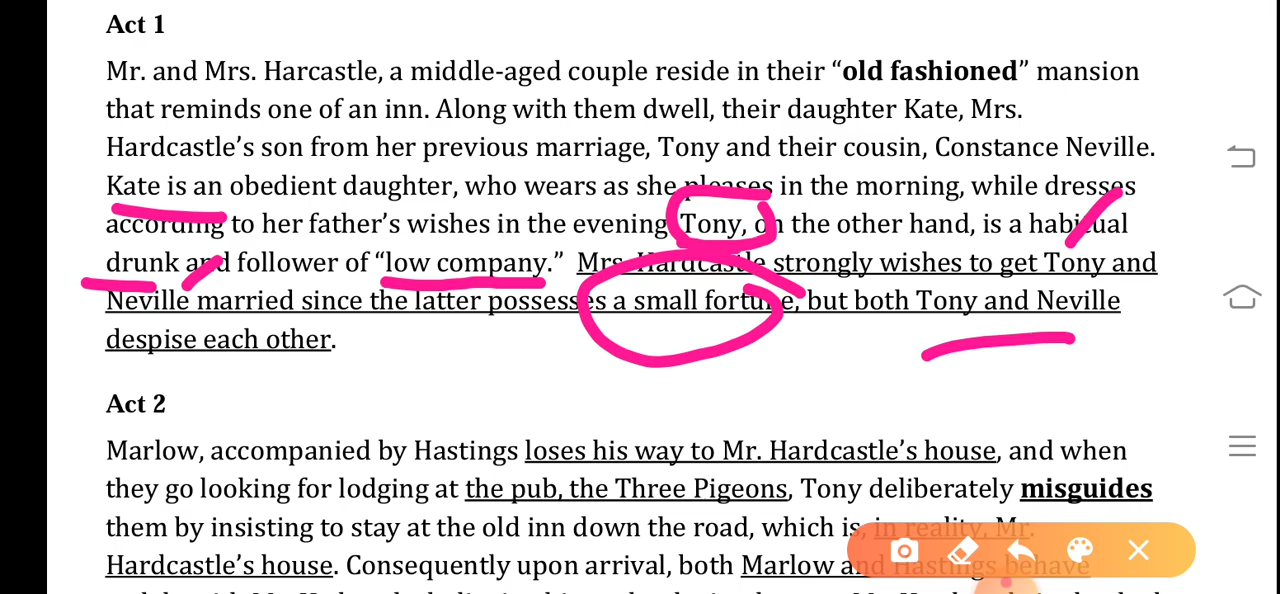 Act 1
Mr. and Mrs. Harcastle, a middle-aged couple reside in their “old fashioned” mansion
that reminds one of an inn. Along with them dwell, their daughter Kate, Mrs.
Hardcastle’s son from her previous marriage, Tony and their cousin, Constance Neville.
Kate is an obedient daughter, who wears as she pleases in the morning, while dresses
according to her father’s wishes in the evening. Tony, on the other hand, is a habitual
drunk and follower of “low company.” Mrs. Hardcastle strongly wishes to get Tony and
Neville married since the latter possesses a small fortune, but both Tony and Neville
despise each other.
Act 2
Marlow, accompanied by Hastings loses his way to Mr. Hardcastle’s house, and when
they go looking for lodging at the pub, the Three Pigeons, Tony deliberately misguides
them by insisting to stay at the old inn down the road, which is, in reality, Mr.
Hardcastle’s house. Consequently upon arrival, both Marlow and Hastings behave